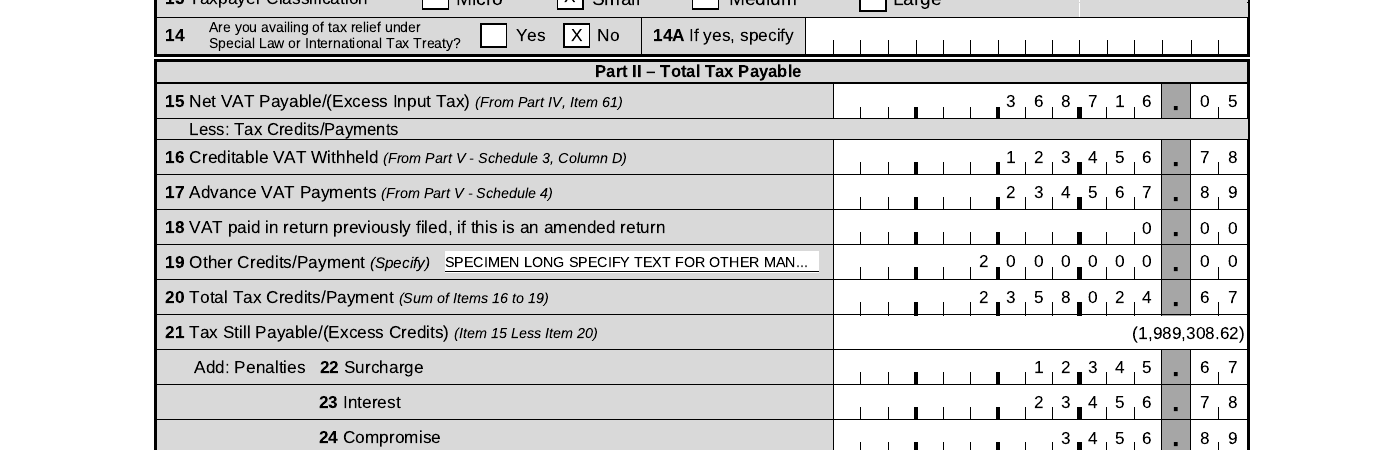 13 Taxpayer Classification Micro X Small Medium Large
14 Are you availing of tax relief under Special Law or International Tax Treaty? Yes X No 14A If yes, specify
Part II – Total Tax Payable
15 Net VAT Payable/(Excess Input Tax) (From Part IV, Item 61) 368716.05
Less: Tax Credits/Payments
16 Creditable VAT Withheld (From Part V - Schedule 3, Column D) 123456.78
17 Advance VAT Payments (From Part V - Schedule 4) 234567.89
18 VAT paid in return previously filed, if this is an amended return 0.00
19 Other Credits/Payment (Specify) SPECIMEN LONG SPECIFY TEXT FOR OTHER MAN... 2000000.00
20 Total Tax Credits/Payment (Sum of Items 16 to 19) 2358024.67
21 Tax Still Payable/(Excess Credits) (Item 15 Less Item 20) (1,989,308.62)
Add: Penalties 22 Surcharge 12345.67
23 Interest 23456.78
24 Compromise 3456.89